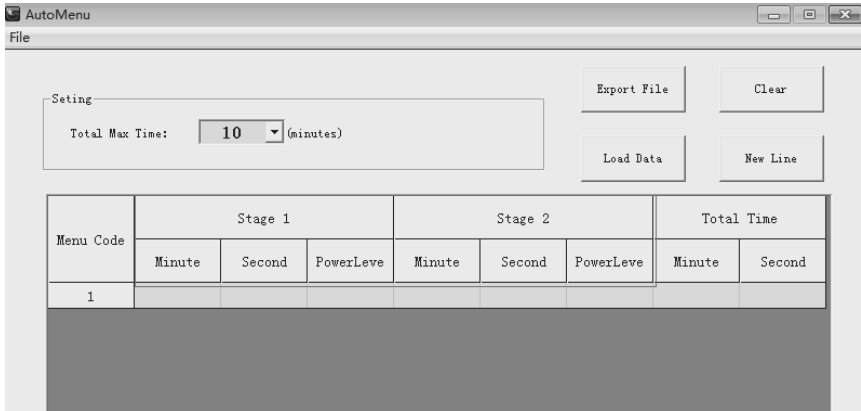 AutoMenu
File
Seting
Total Max Time: 10 (minutes)
Export File Clear
Load Data New Line
Menu Code Stage 1 Stage 2 Total Time
Minute Second PowerLeve Minute Second PowerLeve Minute Second
1